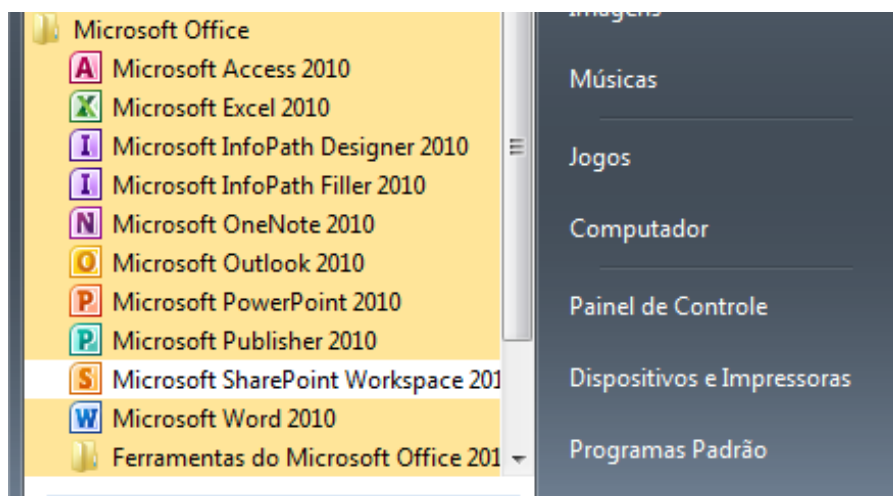 Microsoft Office
Microsoft Access 2010
Microsoft Excel 2010
Microsoft InfoPath Designer 2010
Microsoft InfoPath Filler 2010
Microsoft OneNote 2010
Microsoft Outlook 2010
Microsoft PowerPoint 2010
Microsoft Publisher 2010
Microsoft SharePoint Workspace 201
Microsoft Word 2010
Ferramentas do Microsoft Office 201
Imagens
Músicas
Jogos
Computador
Painel de Controle
Dispositivos e Impressoras
Programas Padrão